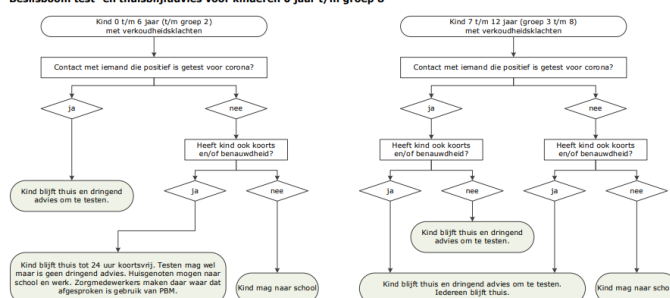 Beslisboom test- en thuisblijfadvies voor kinderen 0 jaar t/m groep 8
Kind 0 t/m 6 jaar (t/m groep 2)
met verkoudheidsklachten
Contact met iemand die positief is getest voor corona?
ja
nee
Heeft kind ook koorts
en/of benauwdheid?
ja
nee
Kind blijft thuis en dringend
advies om te testen.
Kind blijft thuis tot 24 uur koortsvrij. Testen mag wel
maar is geen dringend advies. Huisgenoten mogen naar
school en werk. Zorgmedewerkers maken daar waar dat
afgesproken is gebruik van PBM.
Kind mag naar school
Kind 7 t/m 12 jaar (groep 3 t/m 8)
met verkoudheidsklachten
Contact met iemand die positief is getest voor corona?
ja
nee
Heeft kind ook koorts
en/of benauwdheid?
Heeft kind ook koorts
en/of benauwdheid?
ja
nee
ja
nee
Kind blijft thuis en dringend
advies om te testen.
Kind blijft thuis en dringend advies om te testen.
Iedereen blijft thuis.
Kind mag naar scho